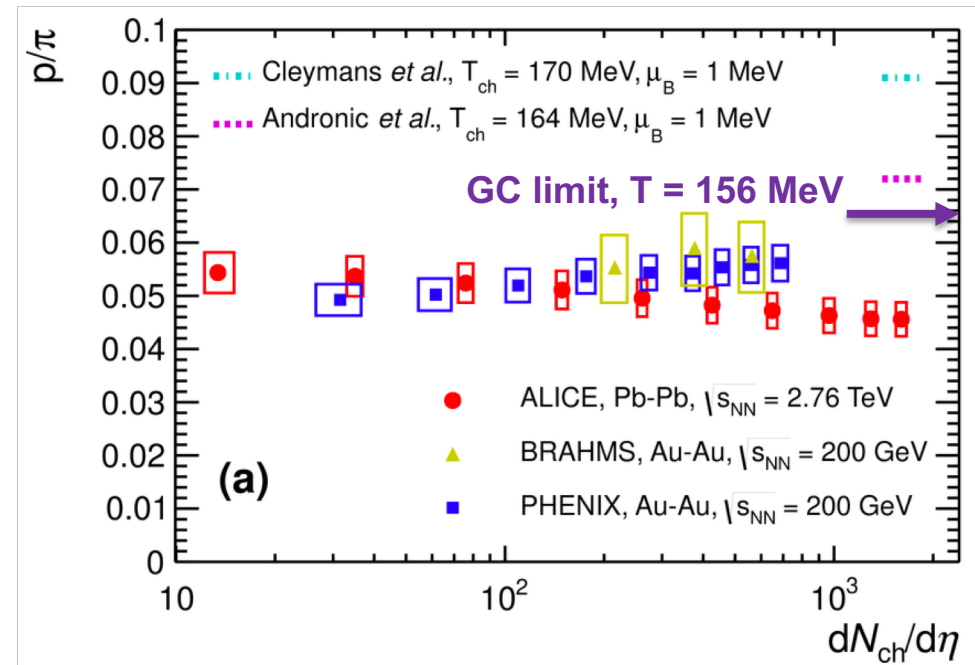 p/π
0.1
0.09
0.08
0.07
0.06
0.05
0.04
0.03
0.02
0.01
0
Cleymans et al., T_ch = 170 MeV, μ_B = 1 MeV
Andronic et al., T_ch = 164 MeV, μ_B = 1 MeV
GC limit, T = 156 MeV
ALICE, Pb-Pb, √s_NN = 2.76 TeV
BRAHMS, Au-Au, √s_NN = 200 GeV
(a)
PHENIX, Au-Au, √s_NN = 200 GeV
10 10² 10³
dN_ch/dη